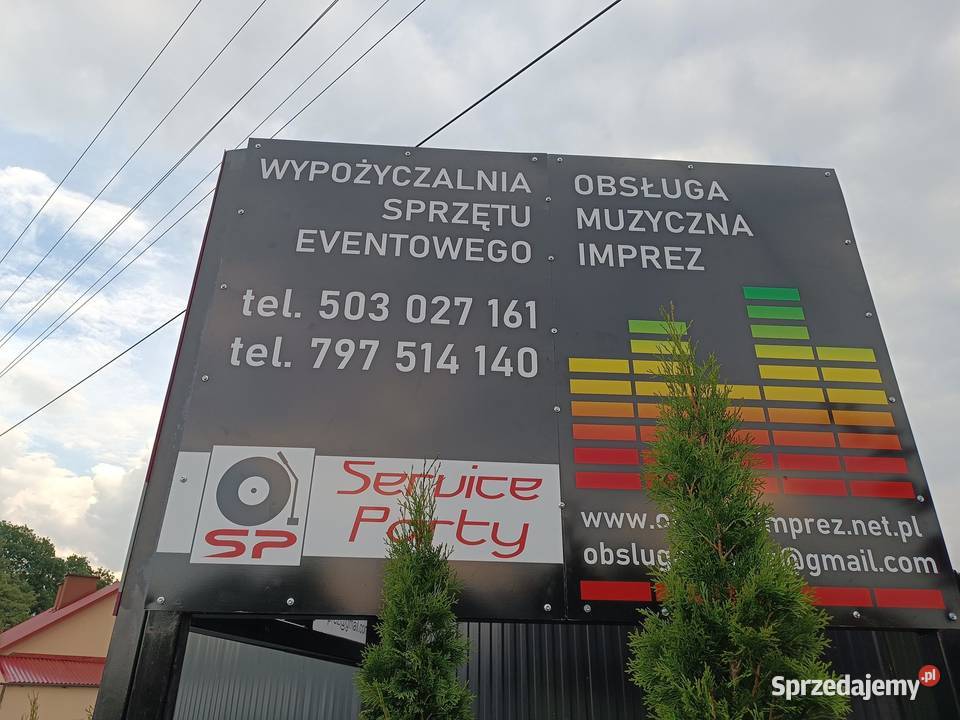 WYPOŻYCZALNIA
SPRZĘTU
EVENTOWEGO
tel. 503 027 161
tel. 797 514 140
OBSŁUGA
MUZYCZNA
IMPREZ
SP
Service
Party
Sprzedajemy.pl